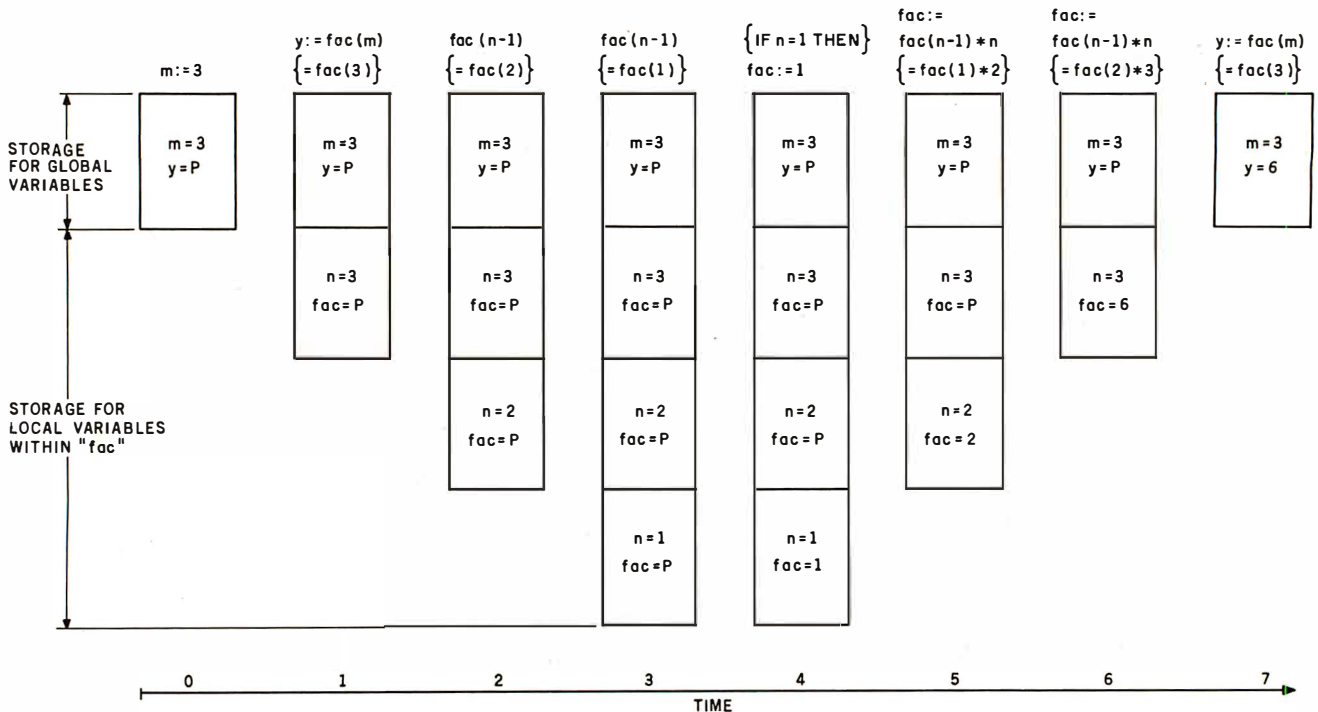 m:=3
y:=fac(m)
{=fac(3)}
fac(n-1)
{=fac(2)}
fac(n-1)
{=fac(1)}
{IF n=1 THEN}
fac:=1
fac:=
fac(n-1)*n
{=fac(1)*2}
fac:=
fac(n-1)*n
{=fac(2)*3}
y:=fac(m)
{=fac(3)}
STORAGE
FOR GLOBAL
VARIABLES
m=3
y=P
m=3
y=P
m=3
y=P
m=3
y=P
m=3
y=P
m=3
y=P
m=3
y=P
m=3
y=6
n=3
fac=P
n=3
fac=P
n=3
fac=P
n=3
fac=P
n=3
fac=P
n=3
fac=6
STORAGE FOR
LOCAL VARIABLES
WITHIN "fac"
n=2
fac=P
n=2
fac=P
n=2
fac=P
n=2
fac=2
n=1
fac=P
n=1
fac=1
0 1 2 3 4 5 6 7
TIME